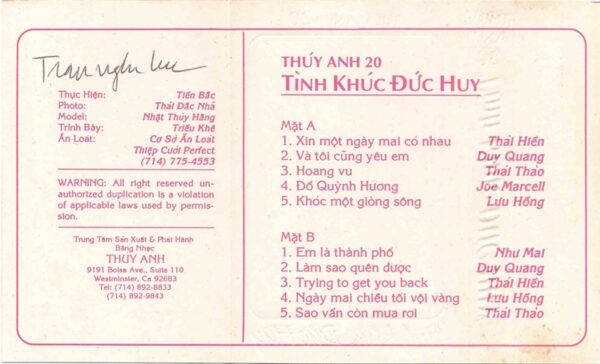 Tran nghi luc
Thực Hiện: Tiến Bắc
Photo: Thái Đắc Nhã
Model: Nhật Thúy Hằng
Trình Bày: Triều Khê
Ấn Loát: Cơ Sở Ấn Loát
Thiệp Cưới Perfect
(714) 775-4553
WARNING: All right reserved un-
authorized duplication is a violation
of applicable laws used by permis-
sion.
Trung Tâm Sản Xuất & Phát Hành
Băng Nhạc
THÚY ANH
9191 Bolsa Ave., Suite 110
Westminster, Ca 92683
Tel: (714) 892-8833
(714) 892-9843
THÚY ANH 20
TÌNH KHÚC ĐỨC HUY
Mặt A
1. Xin một ngày mai có nhau Thái Hiền
2. Và tôi cũng yêu em Duy Quang
3. Hoang vu Thái Thảo
4. Đố Quỳnh Hương Joe Marcell
5. Khóc một giòng sông Lưu Hồng
Mặt B
1. Em là thành phố Như Mai
2. Làm sao quên được Duy Quang
3. Trying to get you back Thái Hiền
4. Ngày mai chiều tối vội vàng Lưu Hồng
5. Sao vẫn còn mưa rơi Thái Thảo